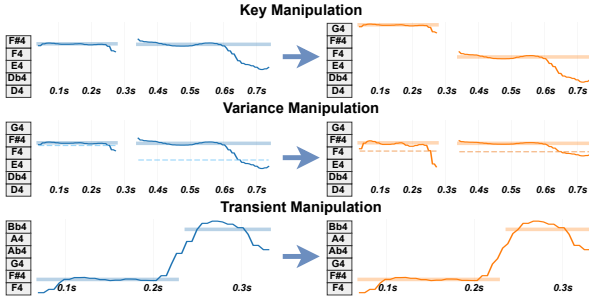 Key Manipulation
F#4
F4
E4
Db4
D4
0.1s 0.2s 0.3s 0.4s 0.5s 0.6s 0.7s
G4
F#4
F4
E4
Db4
D4
0.1s 0.2s 0.3s 0.4s 0.5s 0.6s 0.7s
Variance Manipulation
G4
F#4
F4
E4
Db4
D4
0.1s 0.2s 0.3s 0.4s 0.5s 0.6s 0.7s
G4
F#4
F4
E4
Db4
D4
0.1s 0.2s 0.3s 0.4s 0.5s 0.6s 0.7s
Transient Manipulation
Bb4
A4
Ab4
G4
F#4
F4
0.1s 0.2s 0.3s
Bb4
A4
Ab4
G4
F#4
F4
0.1s 0.2s 0.3s